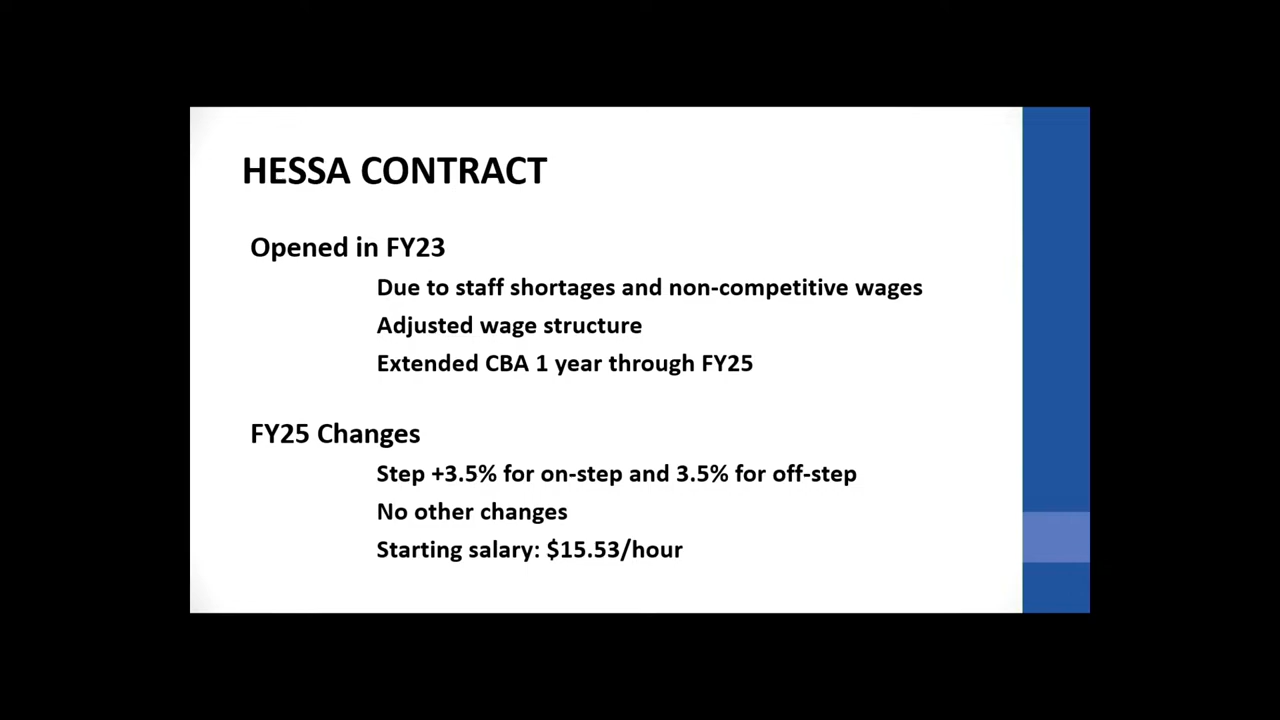 HESSA CONTRACT
Opened in FY23
Due to staff shortages and non-competitive wages
Adjusted wage structure
Extended CBA 1 year through FY25
FY25 Changes
Step +3.5% for on-step and 3.5% for off-step
No other changes
Starting salary: $15.53/hour